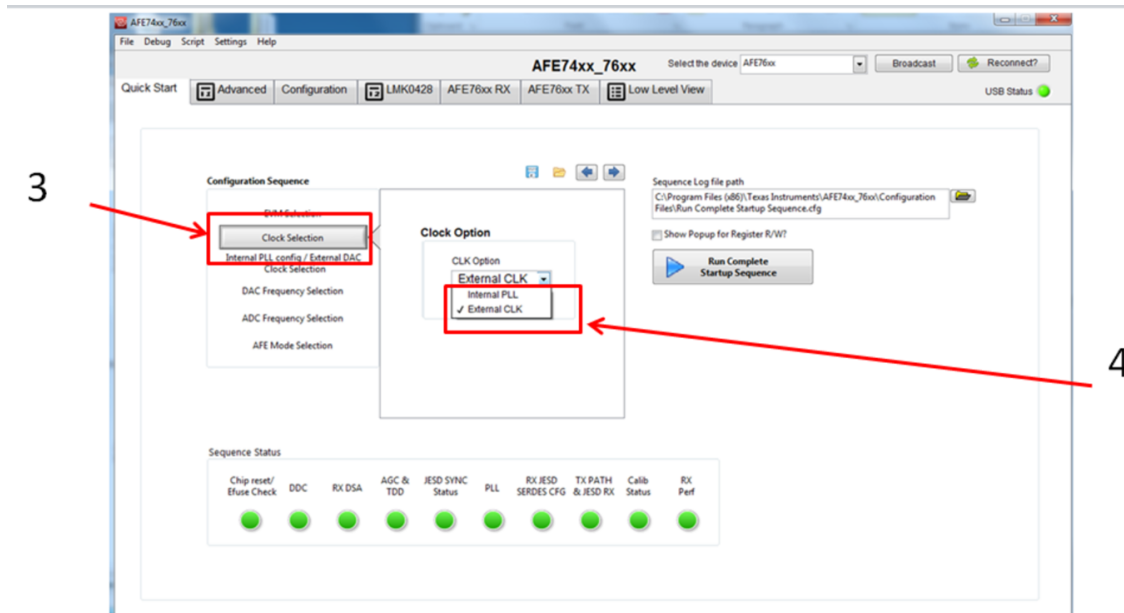 AFE74xx_76xx
File Debug Script Settings Help
AFE74xx_76xx
Select the device AFE76xx
Broadcast
Reconnect?
Quick Start
Advanced
Configuration
LMK0428
AFE76xx RX
AFE76xx TX
Low Level View
USB Status
3
Configuration Sequence
EVM Selection
Clock Selection
Internal PLL config / External DAC
Clock Selection
DAC Frequency Selection
ADC Frequency Selection
AFE Mode Selection
Clock Option
CLK Option
External CLK
Internal PLL
✓ External CLK
Sequence Log file path
C:\Program Files (x86)\Texas Instruments\AFE74xx_76xx\Configuration
Files\Run Complete Startup Sequence.cfg
Show Popup for Register R/W?
Run Complete
Startup Sequence
4
Sequence Status
Chip reset/
Efuse Check
DDC
RX DSA
AGC &
TDD
JESD SYNC
Status
PLL
RX JESD
SERDES CFG
TX PATH
& JESD RX
Calib
Status
RX
Perf